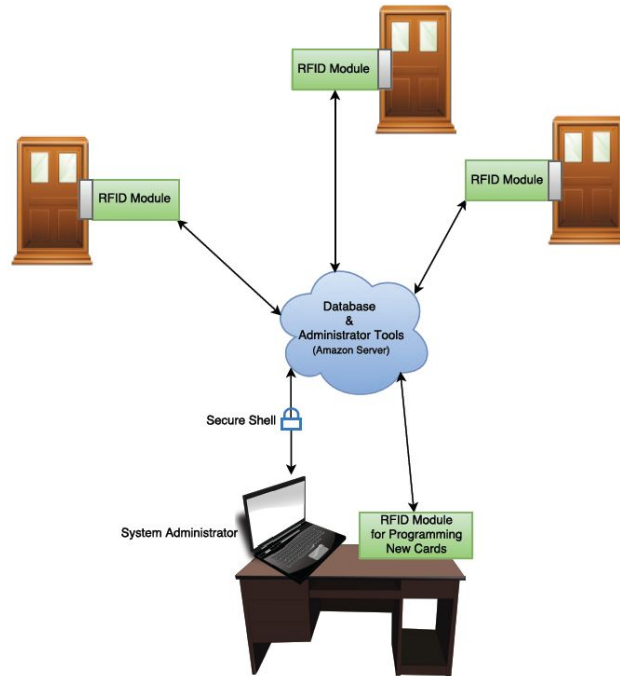 RFID Module
RFID Module
RFID Module
Database
&
Administrator Tools
(Amazon Server)
Secure Shell
System Administrator
RFID Module
for Programming
New Cards